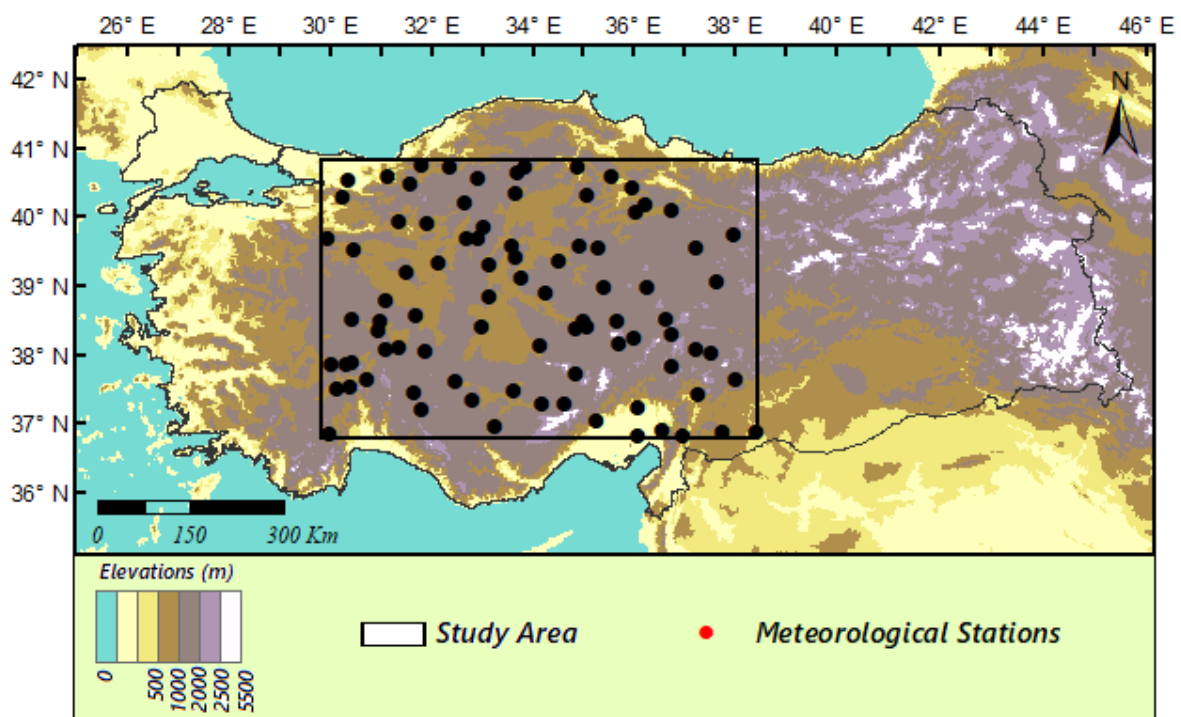 26° E 28° E 30° E 32° E 34° E 36° E 38° E 40° E 42° E 44° E 46° E
42° N
41° N
40° N
39° N
38° N
37° N
36° N
N
0 150 300 Km
Elevations (m)
0 500 1000 2000 2500 5500
Study Area
Meteorological Stations